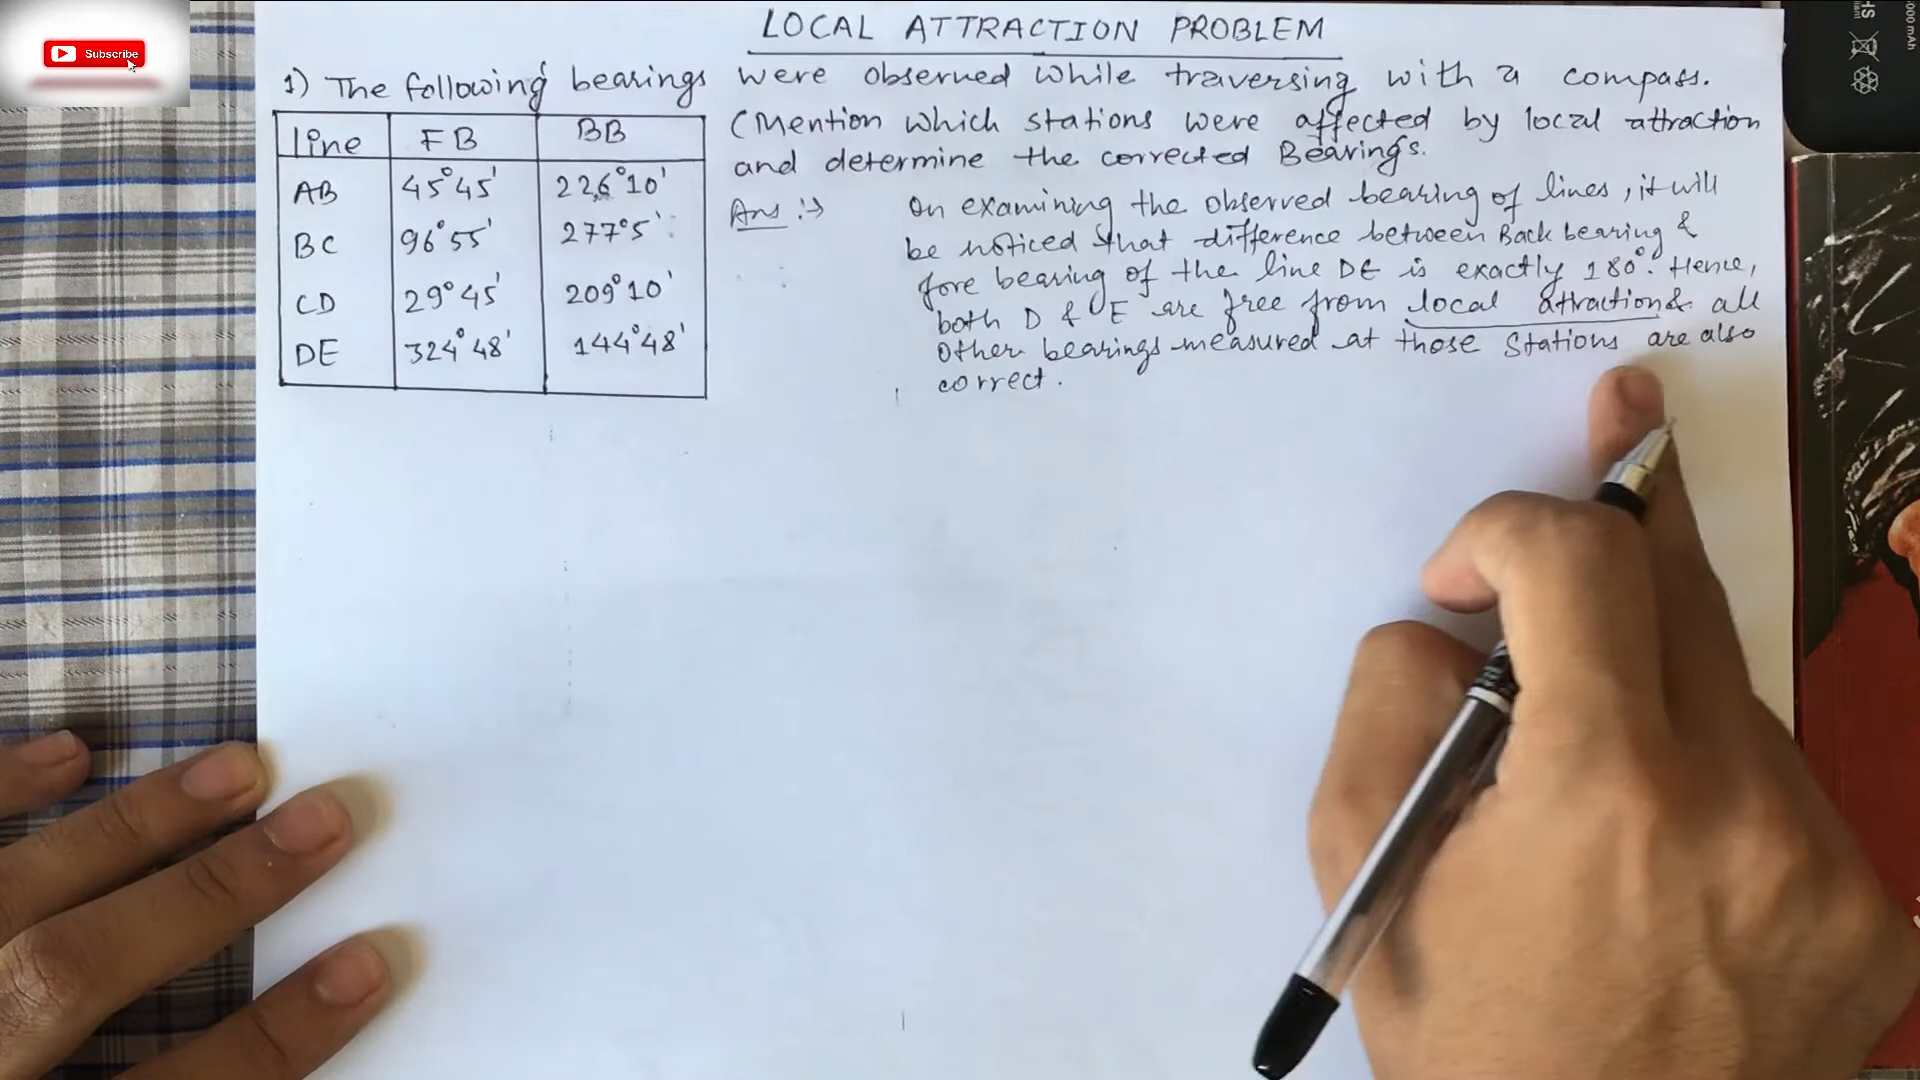 Subscribe
LOCAL ATTRACTION PROBLEM
1) The following bearings were observed while traversing with a compass.
(Mention which stations were affected by local attraction
and determine the corrected Bearings.
line FB BB
AB 45°45' 226°10'
BC 96°55' 277°5'
CD 29°45' 209°10'
DE 324°48' 144°48'
Ans :→
On examining the observed bearing of lines, it will
be noticed that difference between Back bearing &
fore bearing of the line DE is exactly 180°. Hence,
both D & E are free from local attraction & all
Other bearings measured at those Stations are also
correct.
HS
000 mAh